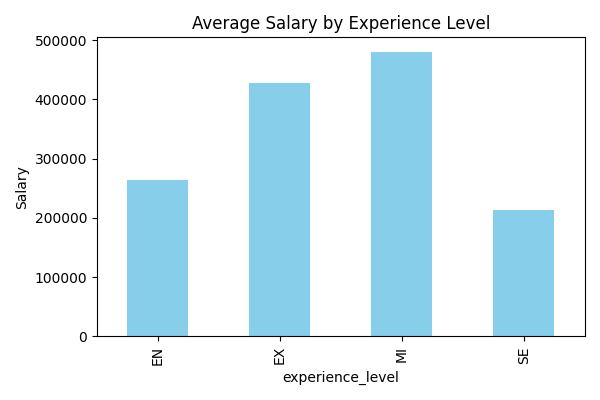 Average Salary by Experience Level
Salary
500000
400000
300000
200000
100000
0
EN
EX
MI
SE
experience_level